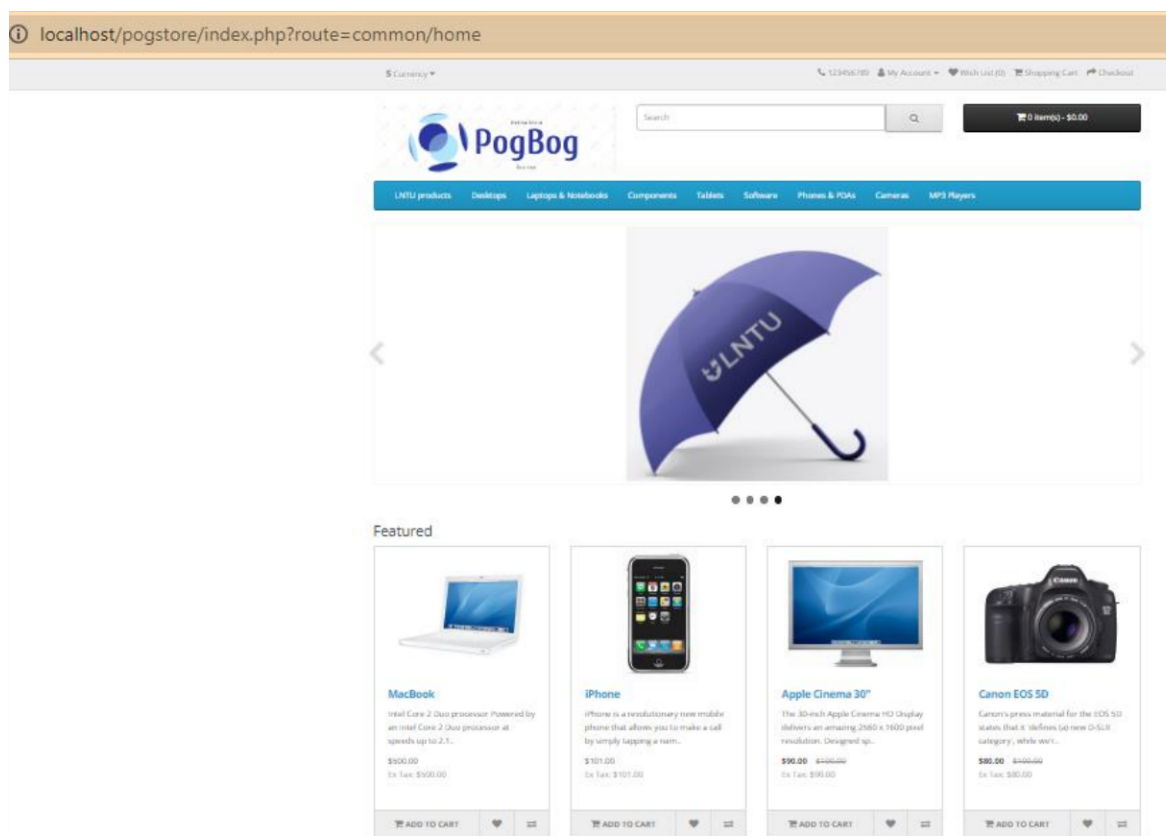 localhost/pogstore/index.php?route=common/home
$ Currency
123456789 My Account Wish List (0) Shopping Cart Checkout
PogBog
Search
0 item(s) - $0.00
LNTU products Desktops Laptops & Notebooks Components Tablets Software Phones & PDAs Cameras MP3 Players
LNTU
Featured
Canon
MacBook
Intel Core 2 Duo processor Powered by
an Intel Core 2 Duo processor at
speeds up to 2.1..
$500.00
Ex Tax: $500.00
ADD TO CART
iPhone
iPhone is a revolutionary new mobile
phone that allows you to make a call
by simply tapping a nam..
$101.00
Ex Tax: $101.00
ADD TO CART
Apple Cinema 30"
The 30-inch Apple Cinema HD Display
delivers an amazing 2560 x 1600 pixel
resolution. Designed sp..
$90.00 $100.00
Ex Tax: $90.00
ADD TO CART
Canon EOS 5D
Canon's press material for the EOS 5D
states that it 'defines (a) new D-SLR
category', while we'r..
$80.00 $100.00
Ex Tax: $80.00
ADD TO CART